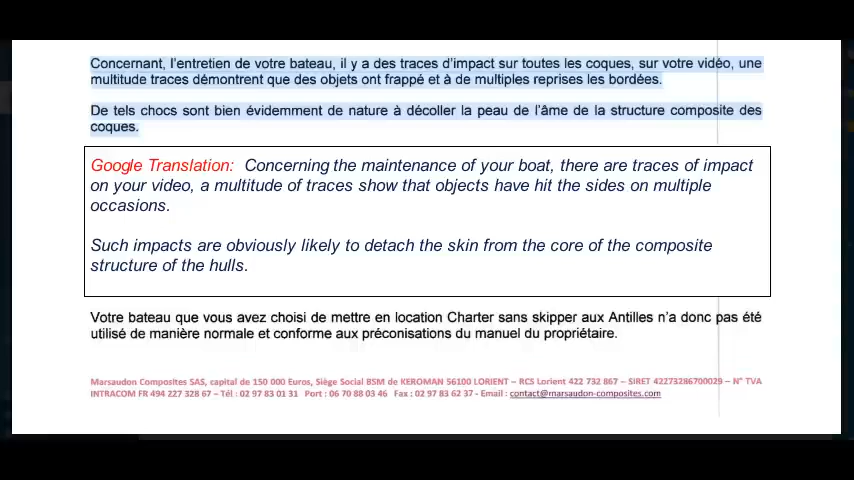 Concernant, l'entretien de votre bateau, il y a des traces d'impact sur toutes les coques, sur votre vidéo, une
multitude traces démontrent que des objets ont frappé et à de multiples reprises les bordées.
De tels chocs sont bien évidemment de nature à décoller la peau de l'âme de la structure composite des
coques.
Google Translation: Concerning the maintenance of your boat, there are traces of impact
on your video, a multitude of traces show that objects have hit the sides on multiple
occasions.
Such impacts are obviously likely to detach the skin from the core of the composite
structure of the hulls.
Votre bateau que vous avez choisi de mettre en location Charter sans skipper aux Antilles n'a donc pas été
utilisé de manière normale et conforme aux préconisations du manuel du propriétaire.
Marsaudon Composites SAS, capital de 150 000 Euros, Siège Social BSM de KEROMAN 56100 LORIENT – RCS Lorient 422 732 867 – SIRET 42273286700029 – N° TVA
INTRACOM FR 494 227 328 67 – Tél : 02 97 83 01 31 Port : 06 70 88 03 46 Fax : 02 97 83 62 37 - Email : contact@marsaudon-composites.com